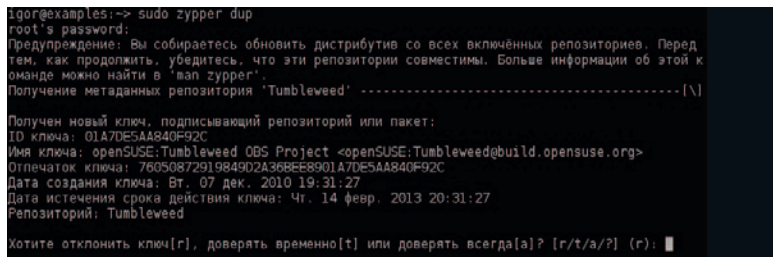 igor@examples:~> sudo zypper dup
root's password:
Предупреждение: Вы собираетесь обновить дистрибутив со всех включённых репозиториев. Перед
тем, как продолжить, убедитесь, что эти репозитории совместимы. Больше информации об этой к
оманде можно найти в 'man zypper'.
Получение метаданных репозитория 'Tumbleweed' ------------------------------------------[\]
Получен новый ключ, подписывающий репозиторий или пакет:
ID ключа: 01A7DE5AA840F92C
Имя ключа: openSUSE:Tumbleweed OBS Project <openSUSE:Tumbleweed@build.opensuse.org>
Отпечаток ключа: 76050872919849D2A36BEE8901A7DE5AA840F92C
Дата создания ключа: Вт. 07 дек. 2010 19:31:27
Дата истечения срока действия ключа: Чт. 14 февр. 2013 20:31:27
Репозиторий: Tumbleweed
Хотите отклонить ключ[r], доверять временно[t] или доверять всегда[a]? [r/t/a/?] (r):